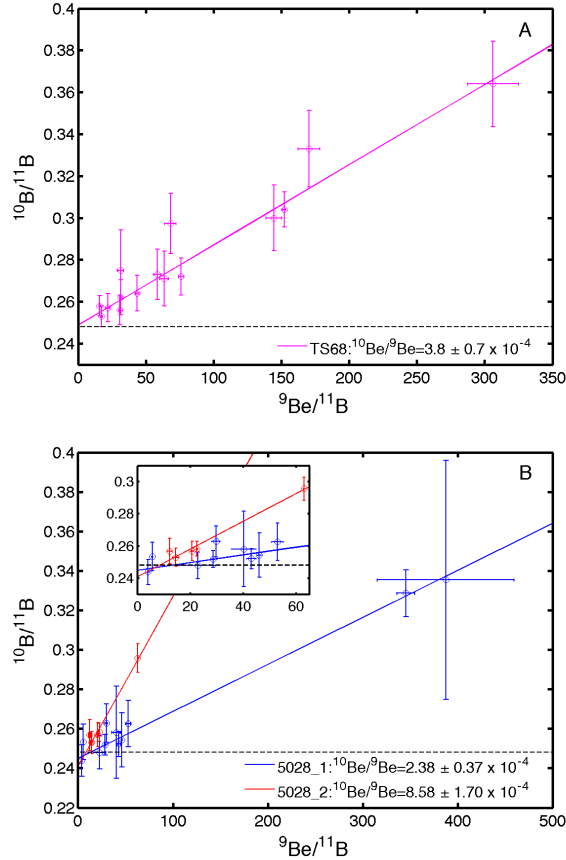 A
0.4
0.36
0.32
0.3
0.28
0.26
0.24
¹⁰B/¹¹B
0 50 100 150 200 250 300 350
⁹Be/¹¹B
TS68:¹⁰Be/⁹Be=3.8 ± 0.7 x 10⁻⁴
B
0.4
0.38
0.36
0.34
0.32
0.3
0.28
0.26
0.24
0.22
¹⁰B/¹¹B
0.3
0.28
0.26
0.24
0 20 40 60
5028_1:¹⁰Be/⁹Be=2.38 ± 0.37 x 10⁻⁴
5028_2:¹⁰Be/⁹Be=8.58 ± 1.70 x 10⁻⁴
0 100 200 300 400 500
⁹Be/¹¹B